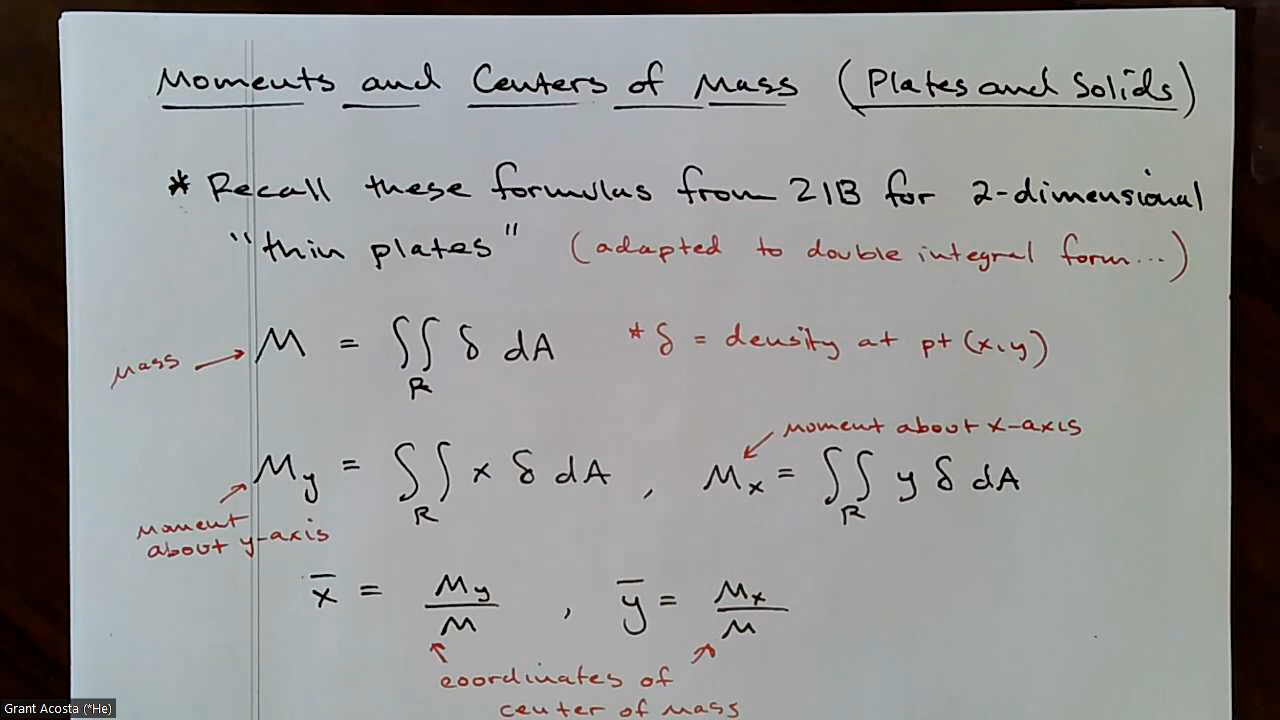 Moments and Centers of Mass (Plates and Solids)
* Recall these formulas from 21B for 2-dimensional
"thin plates" (adapted to double integral form...)
Mass → M = ∬_R δ dA * δ = density at pt (x,y)
Moment about x-axis
M_y = ∬_R x δ dA , M_x = ∬_R y δ dA
Moment
about y-axis
x̄ = M_y / M , ȳ = M_x / M
coordinates of
center of mass
Grant Acosta (*He)